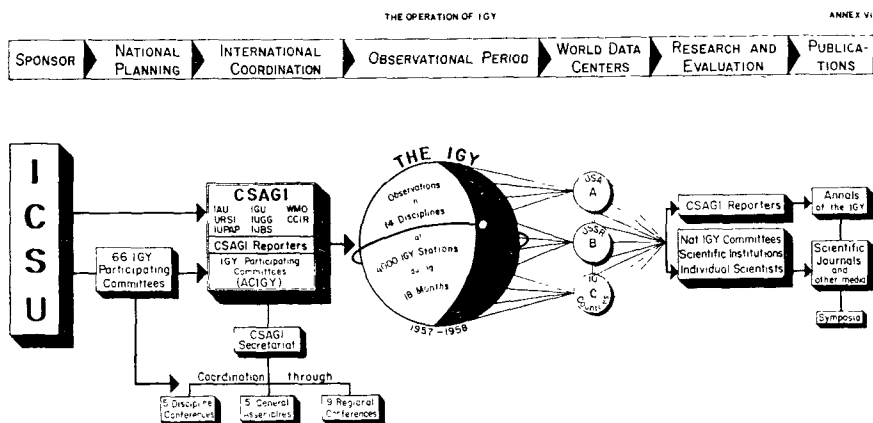 THE OPERATION OF IGY
ANNEX
SPONSOR
NATIONAL
PLANNING
INTERNATIONAL
COORDINATION
OBSERVATIONAL PERIOD
WORLD DATA
CENTERS
RESEARCH AND
EVALUATION
PUBLICA-
TIONS
ICSU
66 IGY
Participating
Committees
CSAGI
IAU IGU WMO
URSI IUGG CCIR
IUPAP IUBS
CSAGI Reporters
IGY Participating
Committees
(ACIGY)
CSAGI
Secretariat
Coordination through
5 Discipline
Conferences
5 General
Assemblies
9 Regional
Conferences
THE IGY
Observations
in
14 Disciplines
at
4000 IGY Stations
18 Months
1957-1958
USA
A
USSR
B
10
C
Countries
CSAGI Reporters
Nat IGY Committees
Scientific Institutions
Individual Scientists
Annals
of the IGY
Scientific
Journals
and
other media
Symposia